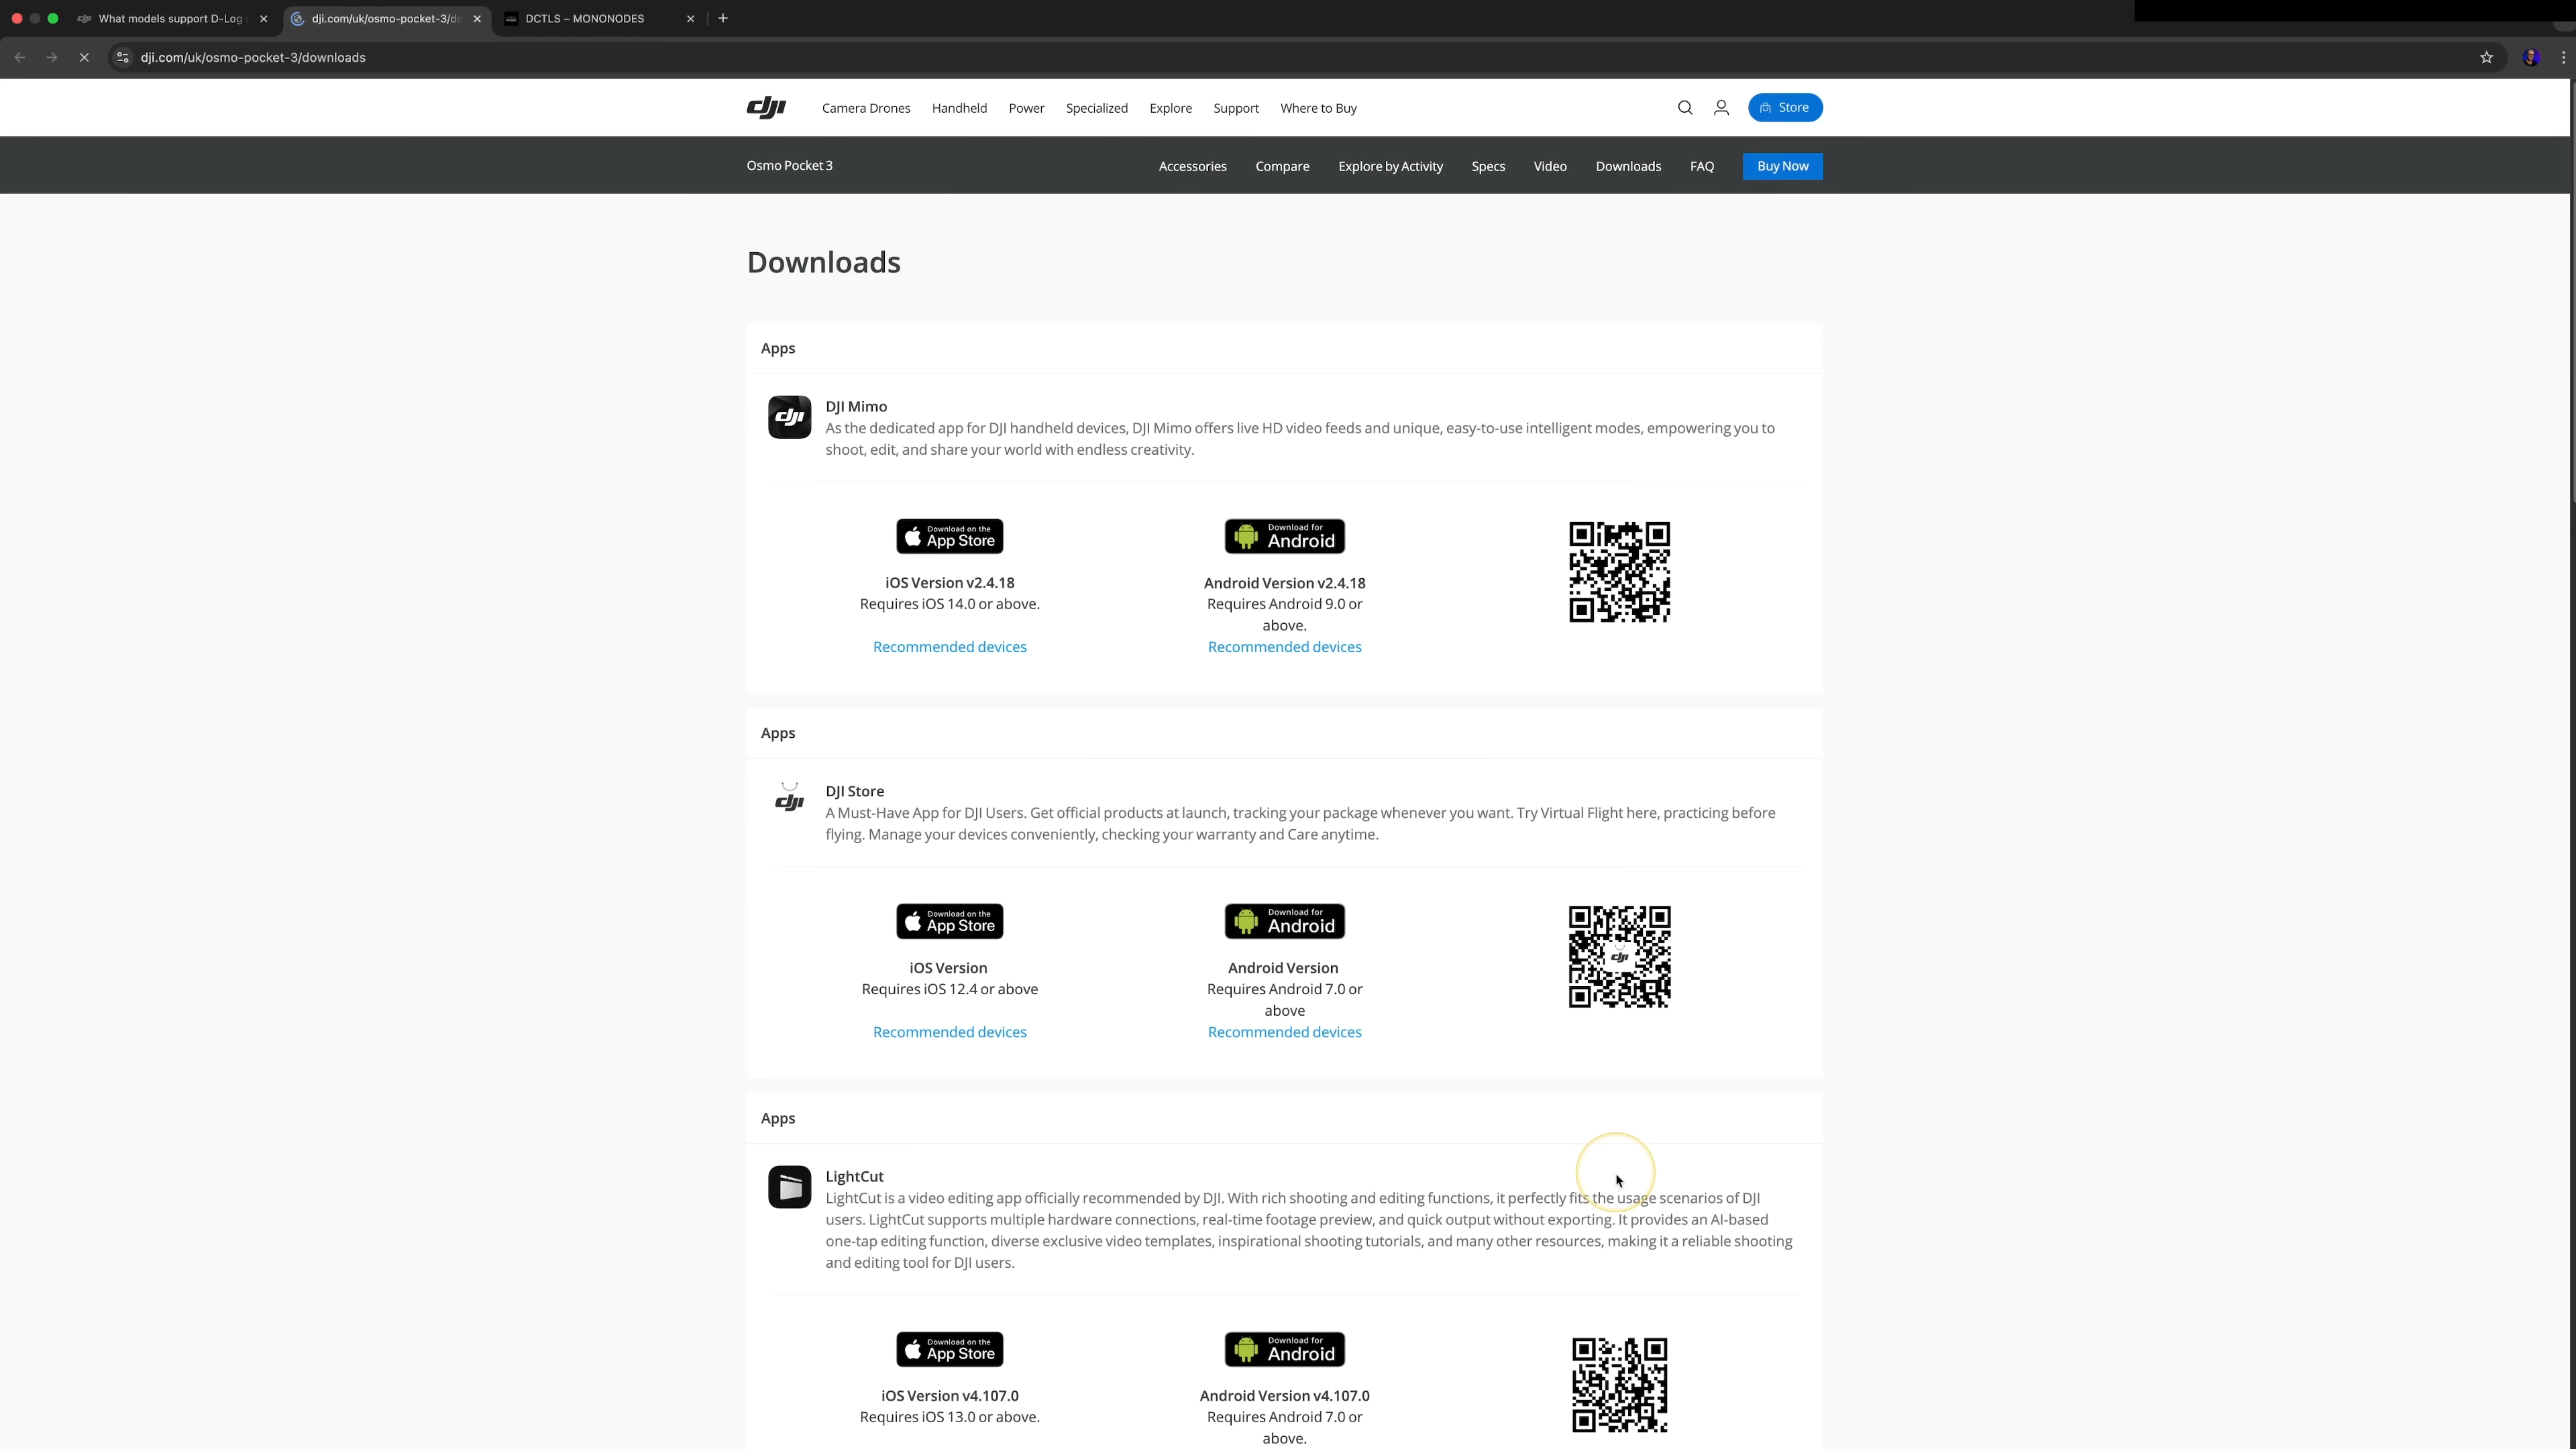 What models support D-Log
dji.com/uk/osmo-pocket-3/dc
DCTLS – MONONODES
dji.com/uk/osmo-pocket-3/downloads
dji
Camera Drones
Handheld
Power
Specialized
Explore
Support
Where to Buy
Store
Osmo Pocket 3
Accessories
Compare
Explore by Activity
Specs
Video
Downloads
FAQ
Buy Now
Downloads
Apps
dji
DJI Mimo
As the dedicated app for DJI handheld devices, DJI Mimo offers live HD video feeds and unique, easy-to-use intelligent modes, empowering you to
shoot, edit, and share your world with endless creativity.
Download on the
App Store
Download for
Android
iOS Version v2.4.18
Requires iOS 14.0 or above.
Recommended devices
Android Version v2.4.18
Requires Android 9.0 or
above.
Recommended devices
Apps
dji
DJI Store
A Must-Have App for DJI Users. Get official products at launch, tracking your package whenever you want. Try Virtual Flight here, practicing before
flying. Manage your devices conveniently, checking your warranty and Care anytime.
Download on the
App Store
Download for
Android
dji
iOS Version
Requires iOS 12.4 or above
Recommended devices
Android Version
Requires Android 7.0 or
above
Recommended devices
Apps
LightCut
LightCut is a video editing app officially recommended by DJI. With rich shooting and editing functions, it perfectly fits the usage scenarios of DJI
users. LightCut supports multiple hardware connections, real-time footage preview, and quick output without exporting. It provides an AI-based
one-tap editing function, diverse exclusive video templates, inspirational shooting tutorials, and many other resources, making it a reliable shooting
and editing tool for DJI users.
Download on the
App Store
Download for
Android
iOS Version v4.107.0
Requires iOS 13.0 or above.
Android Version v4.107.0
Requires Android 7.0 or
above.